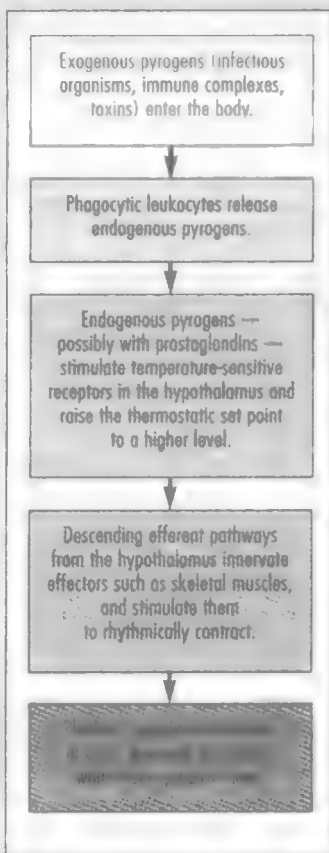 Exogenous pyrogens (infectious
organisms, immune complexes,
toxins) enter the body.
Phagocytic leukocytes release
endogenous pyrogens.
Endogenous pyrogens —
possibly with prostaglandins —
stimulate temperature-sensitive
receptors in the hypothalamus and
raise the thermostatic set point
to a higher level.
Descending efferent pathways
from the hypothalamus innervate
effectors such as skeletal muscles,
and stimulate them
to rhythmically contract.